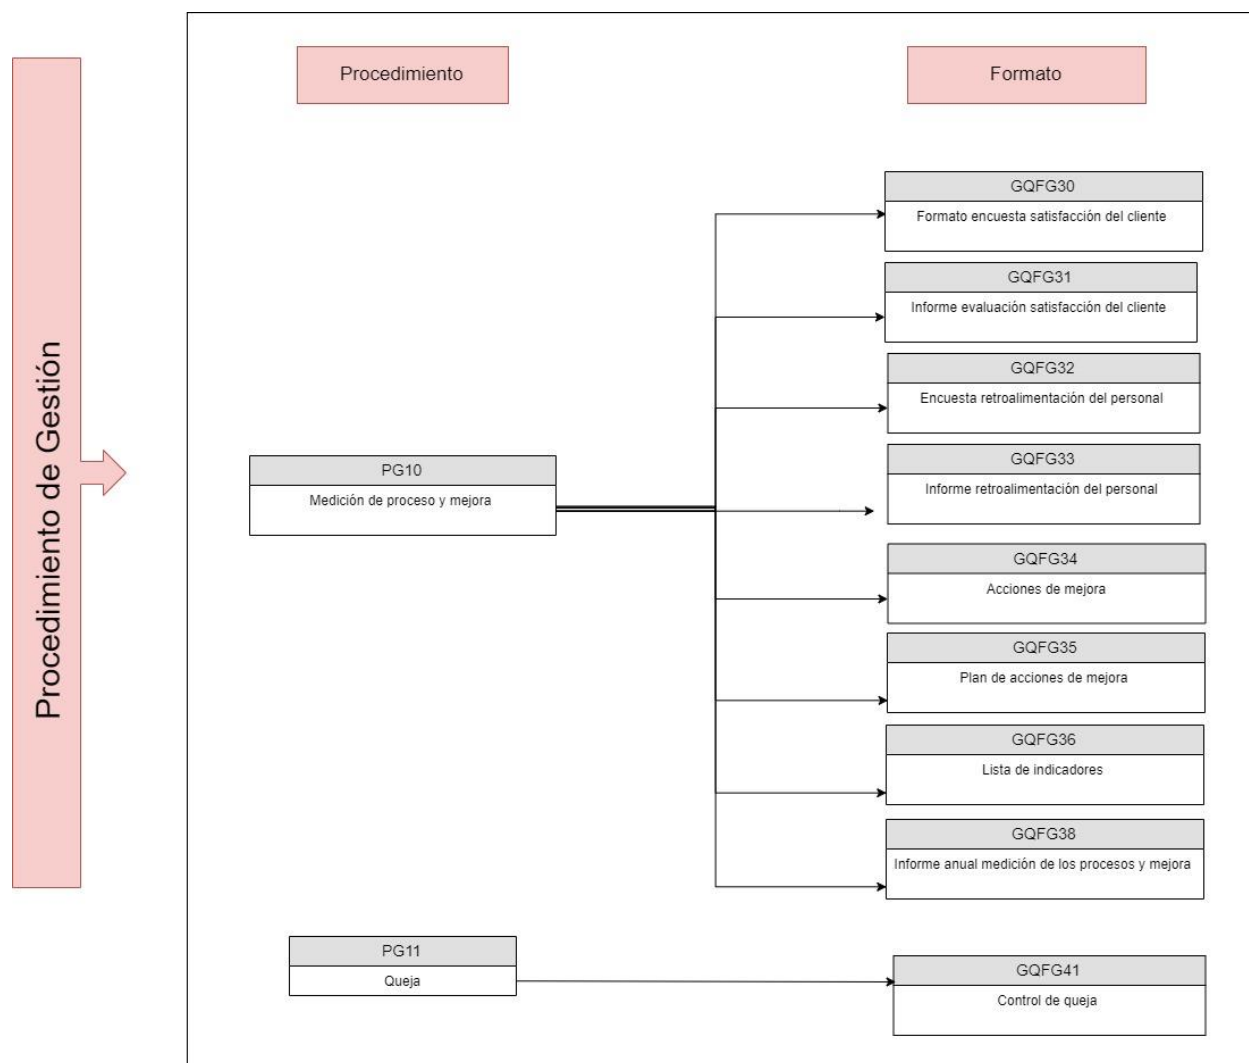 Procedimiento de Gestión
Procedimiento
Formato
GQFG30
Formato encuesta satisfacción del cliente
GQFG31
Informe evaluación satisfacción del cliente
GQFG32
Encuesta retroalimentación del personal
GQFG33
Informe retroalimentación del personal
PG10
Medición de proceso y mejora
GQFG34
Acciones de mejora
GQFG35
Plan de acciones de mejora
GQFG36
Lista de indicadores
GQFG38
Informe anual medición de los procesos y mejora
PG11
Queja
GQFG41
Control de queja